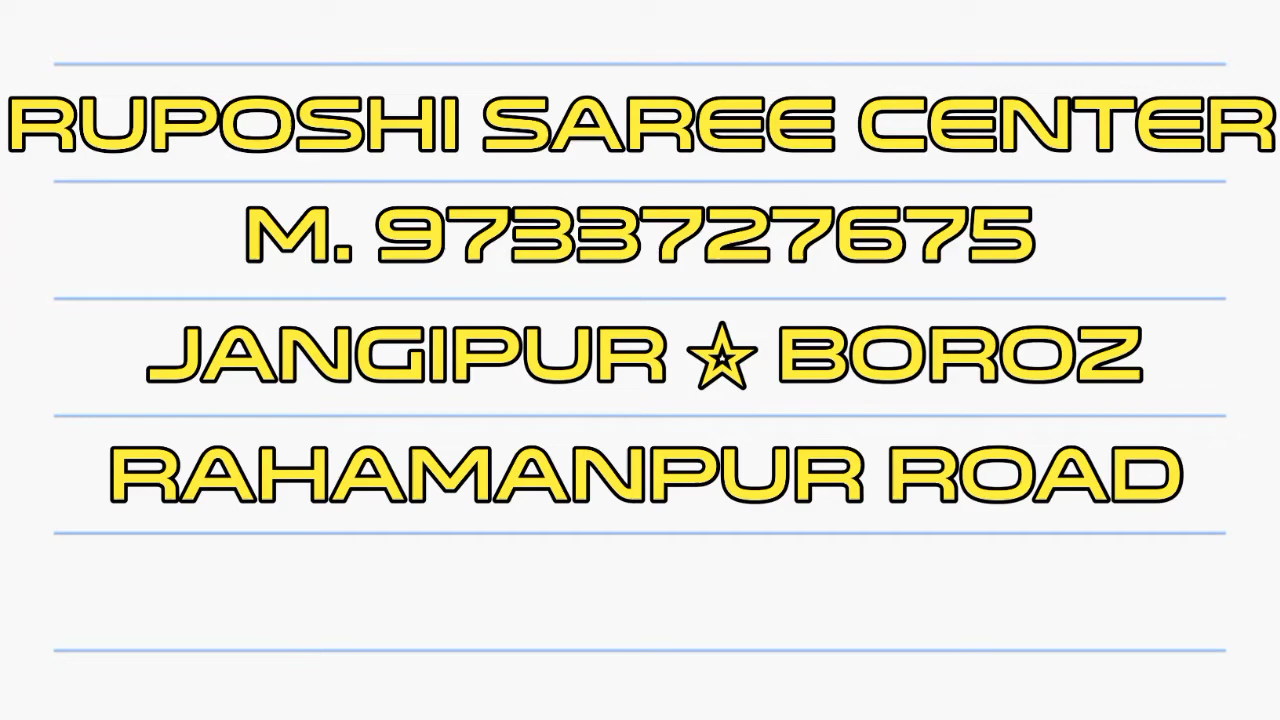 RUPOSHI SAREE CENTER
M. 9733727675
JANGIPUR ☆ BOROZ
RAHAMANPUR ROAD